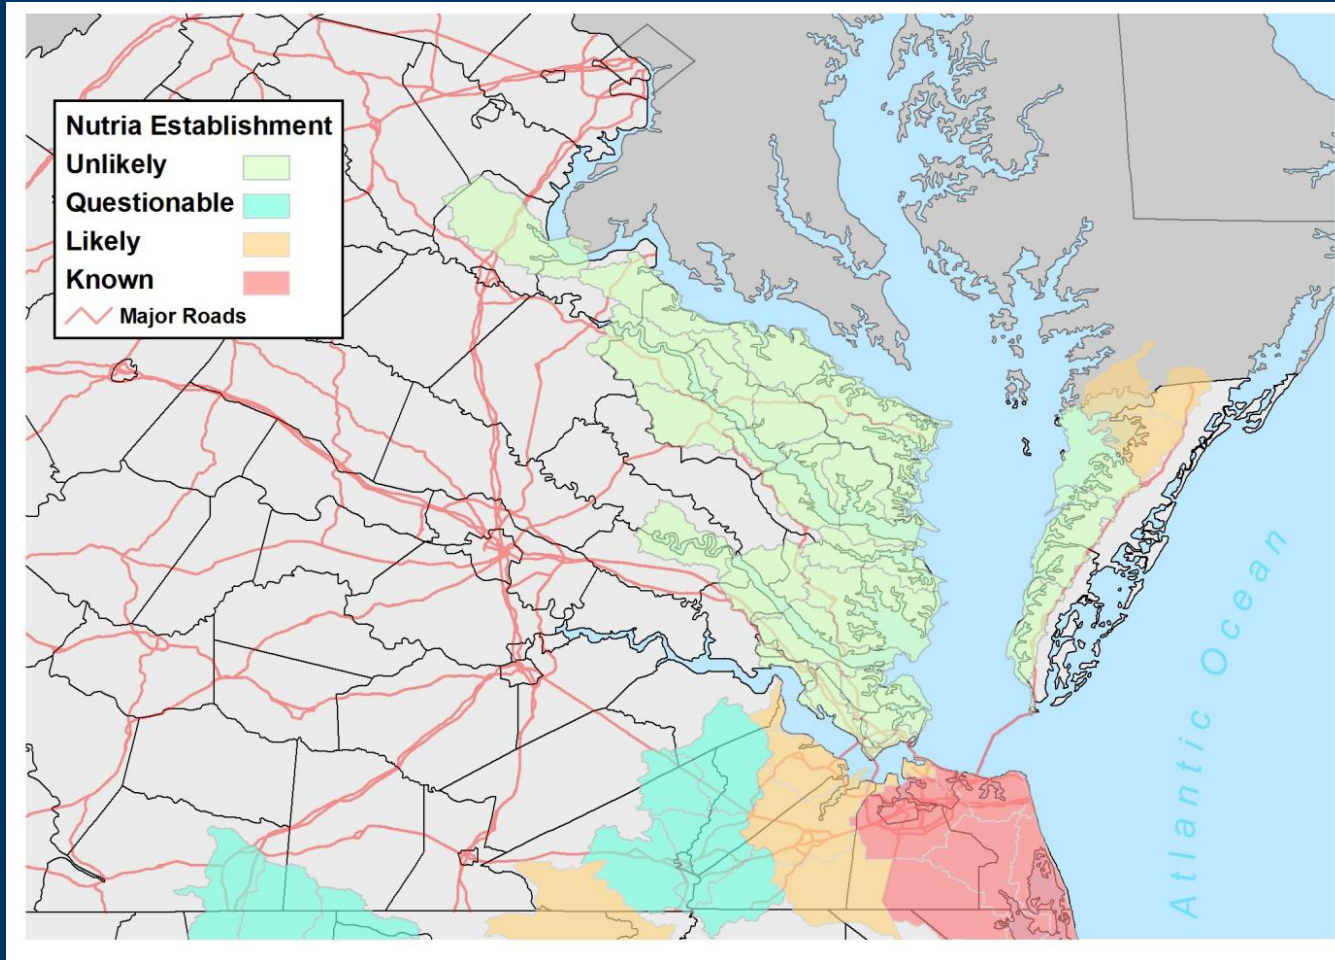 Nutria Establishment
Unlikely
Questionable
Likely
Known
Major Roads
Atlantic Ocean